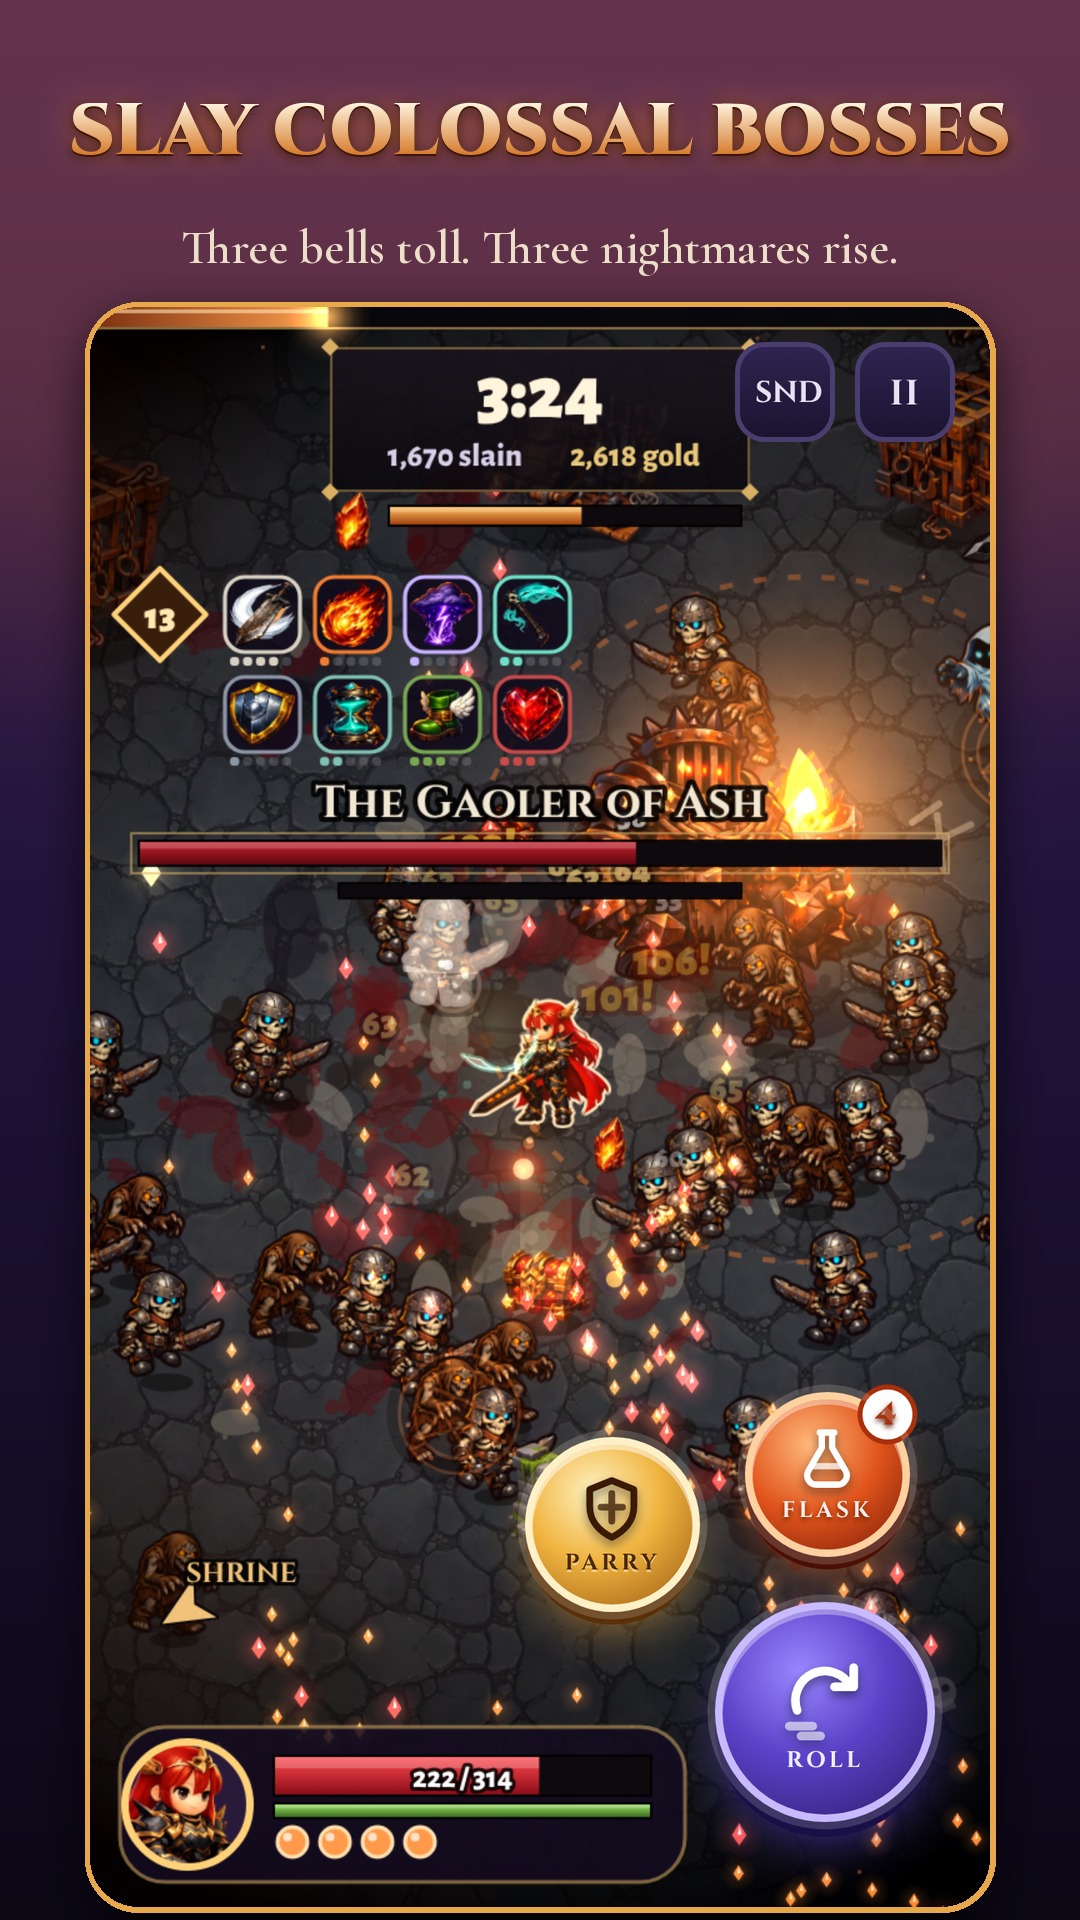 SLAY COLOSSAL BOSSES
Three bells toll. Three nightmares rise.
3:24
SND
II
1,670 slain 2,618 gold
13
THE GAOLER OF ASH
106!
101!
63
65
62
4
FLASK
PARRY
SHRINE
ROLL
222/314